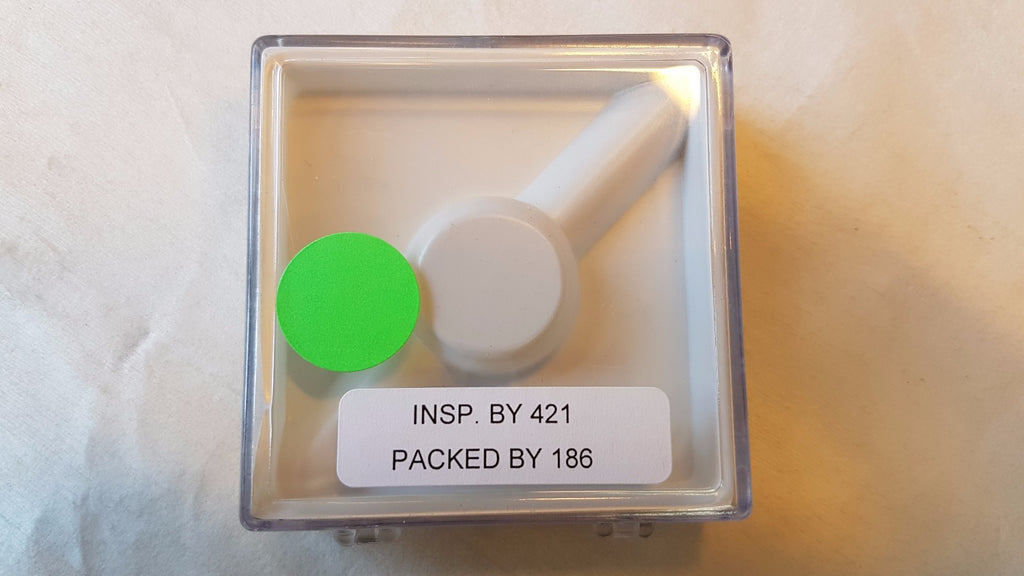 INSP. BY 421
PACKED BY 186